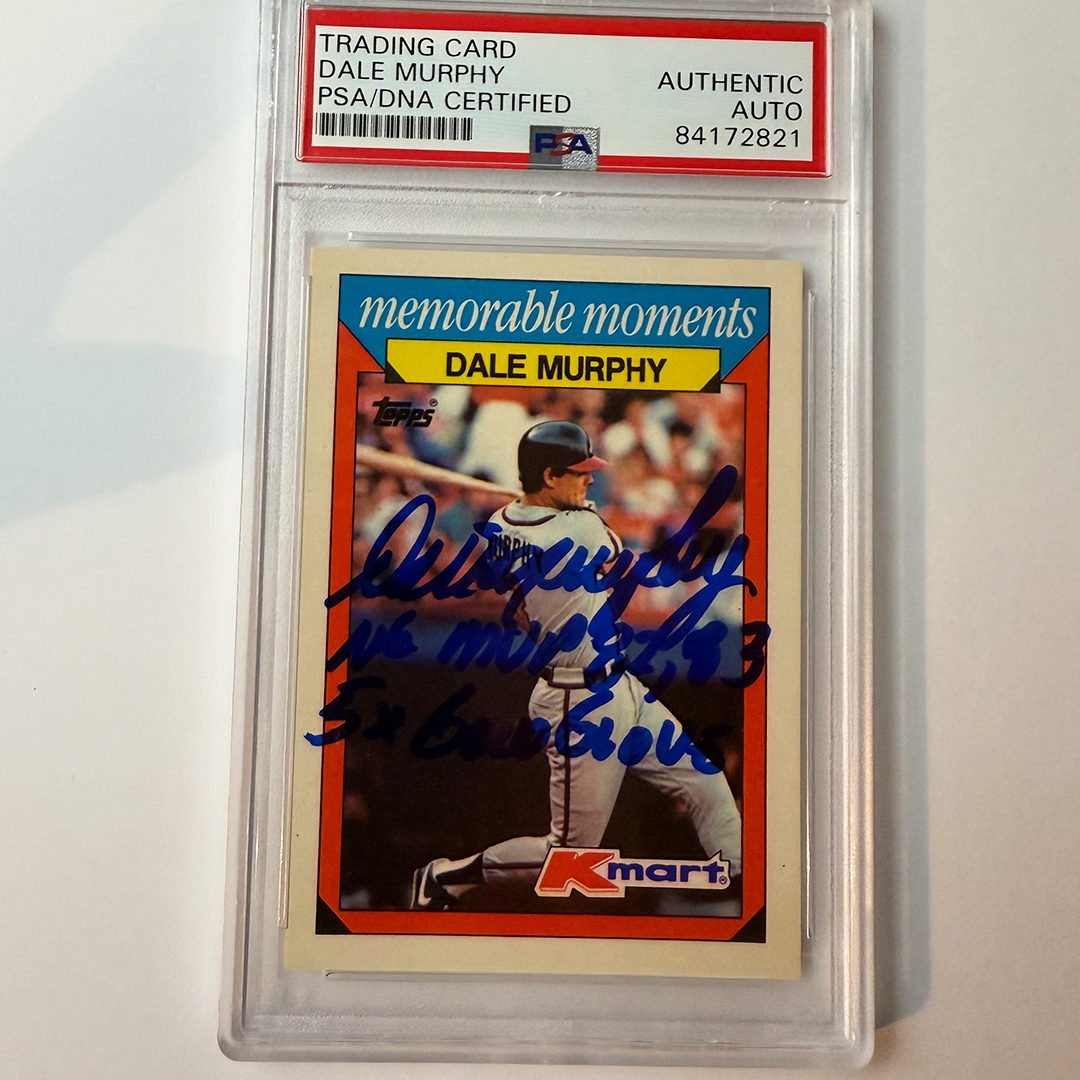 TRADING CARD
DALE MURPHY
PSA/DNA CERTIFIED
AUTHENTIC
AUTO
84172821
PSA
memorable moments
DALE MURPHY
Topps®
MURPHY
Dale Murphy
NL MVP 82, 83
5x Gold Glove
Kmart®